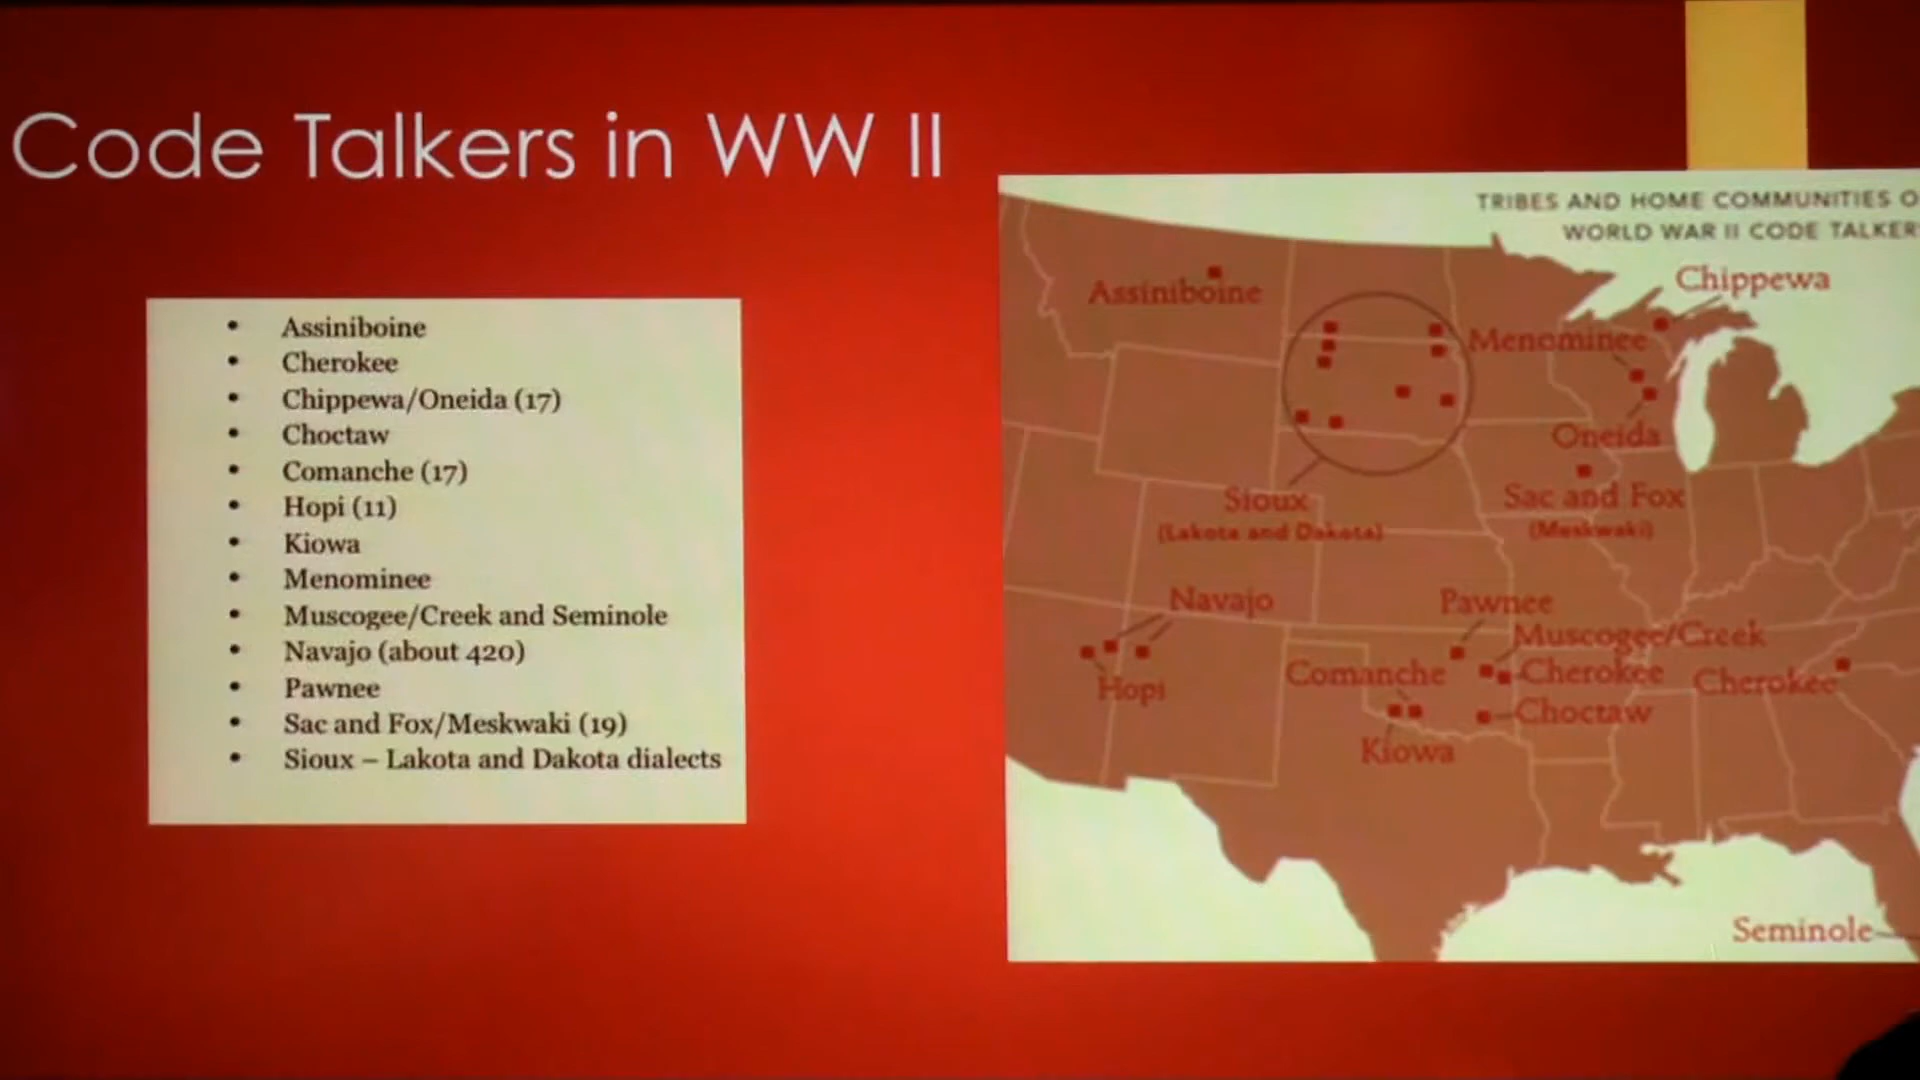 Code Talkers in WW II
• Assiniboine
• Cherokee
• Chippewa/Oneida (17)
• Choctaw
• Comanche (17)
• Hopi (11)
• Kiowa
• Menominee
• Muscogee/Creek and Seminole
• Navajo (about 420)
• Pawnee
• Sac and Fox/Meskwaki (19)
• Sioux – Lakota and Dakota dialects
TRIBES AND HOME COMMUNITIES O
WORLD WAR II CODE TALKER
Chippewa
Assiniboine
Menominee
Oneida
Sioux
(Lakota and Dakota)
Sac and Fox
(Meskwaki)
Navajo
Pawnee
Muscogee/Creek
Comanche
Cherokee
Cherokee
Hopi
Choctaw
Kiowa
Seminole